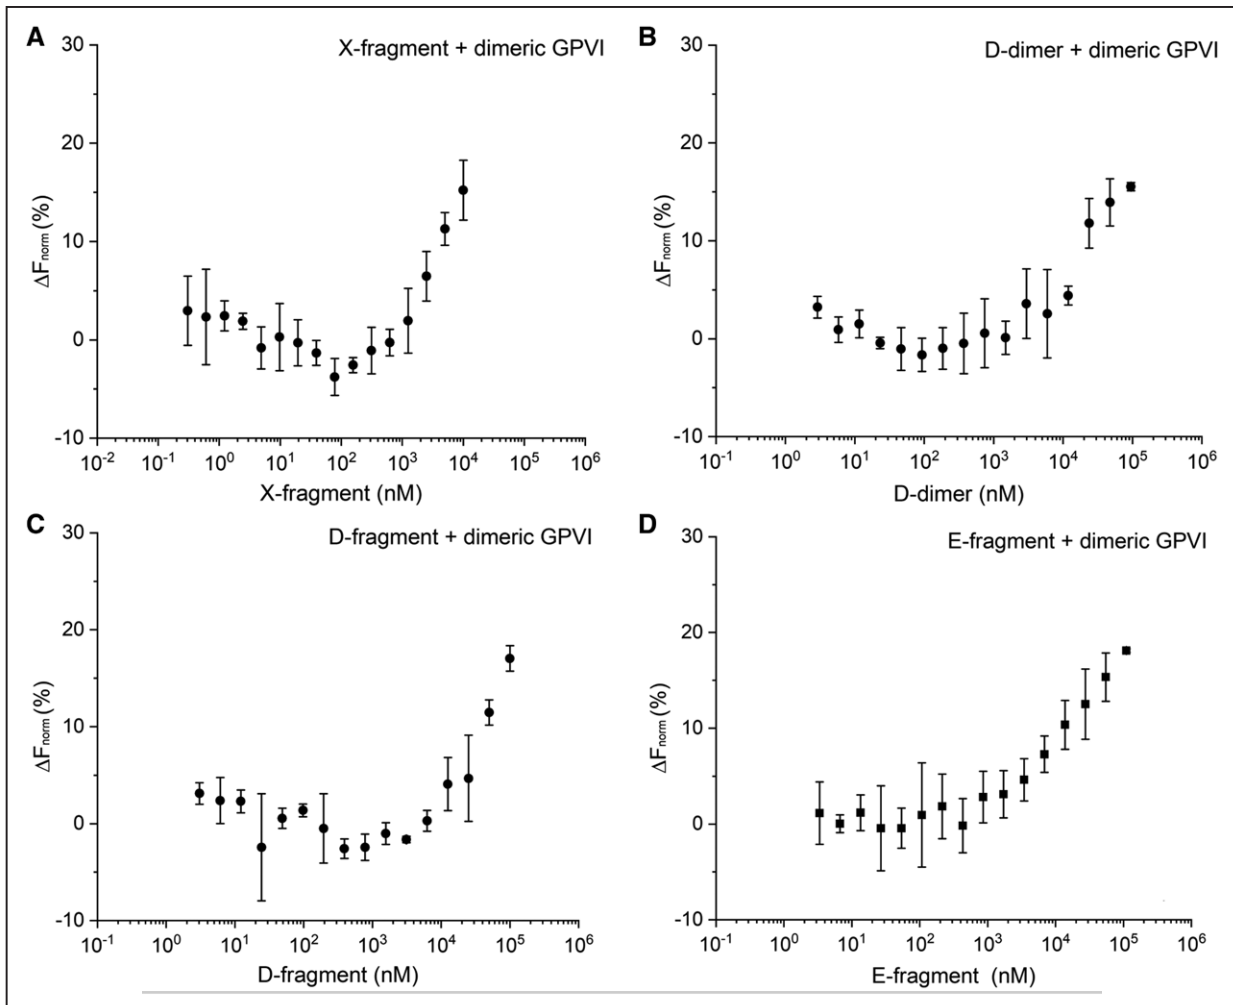 A
X-fragment + dimeric GPVI
30
20
10
0
-10
ΔFnorm (%)
10-2 10-1 100 101 102 103 104 105 106
X-fragment (nM)
B
D-dimer + dimeric GPVI
30
20
10
0
-10
ΔFnorm (%)
10-1 100 101 102 103 104 105 106
D-dimer (nM)
C
D-fragment + dimeric GPVI
30
20
10
0
-10
ΔFnorm (%)
10-1 100 101 102 103 104 105 106
D-fragment (nM)
D
E-fragment + dimeric GPVI
30
20
10
0
-10
ΔFnorm (%)
10-1 100 101 102 103 104 105 106
E-fragment (nM)